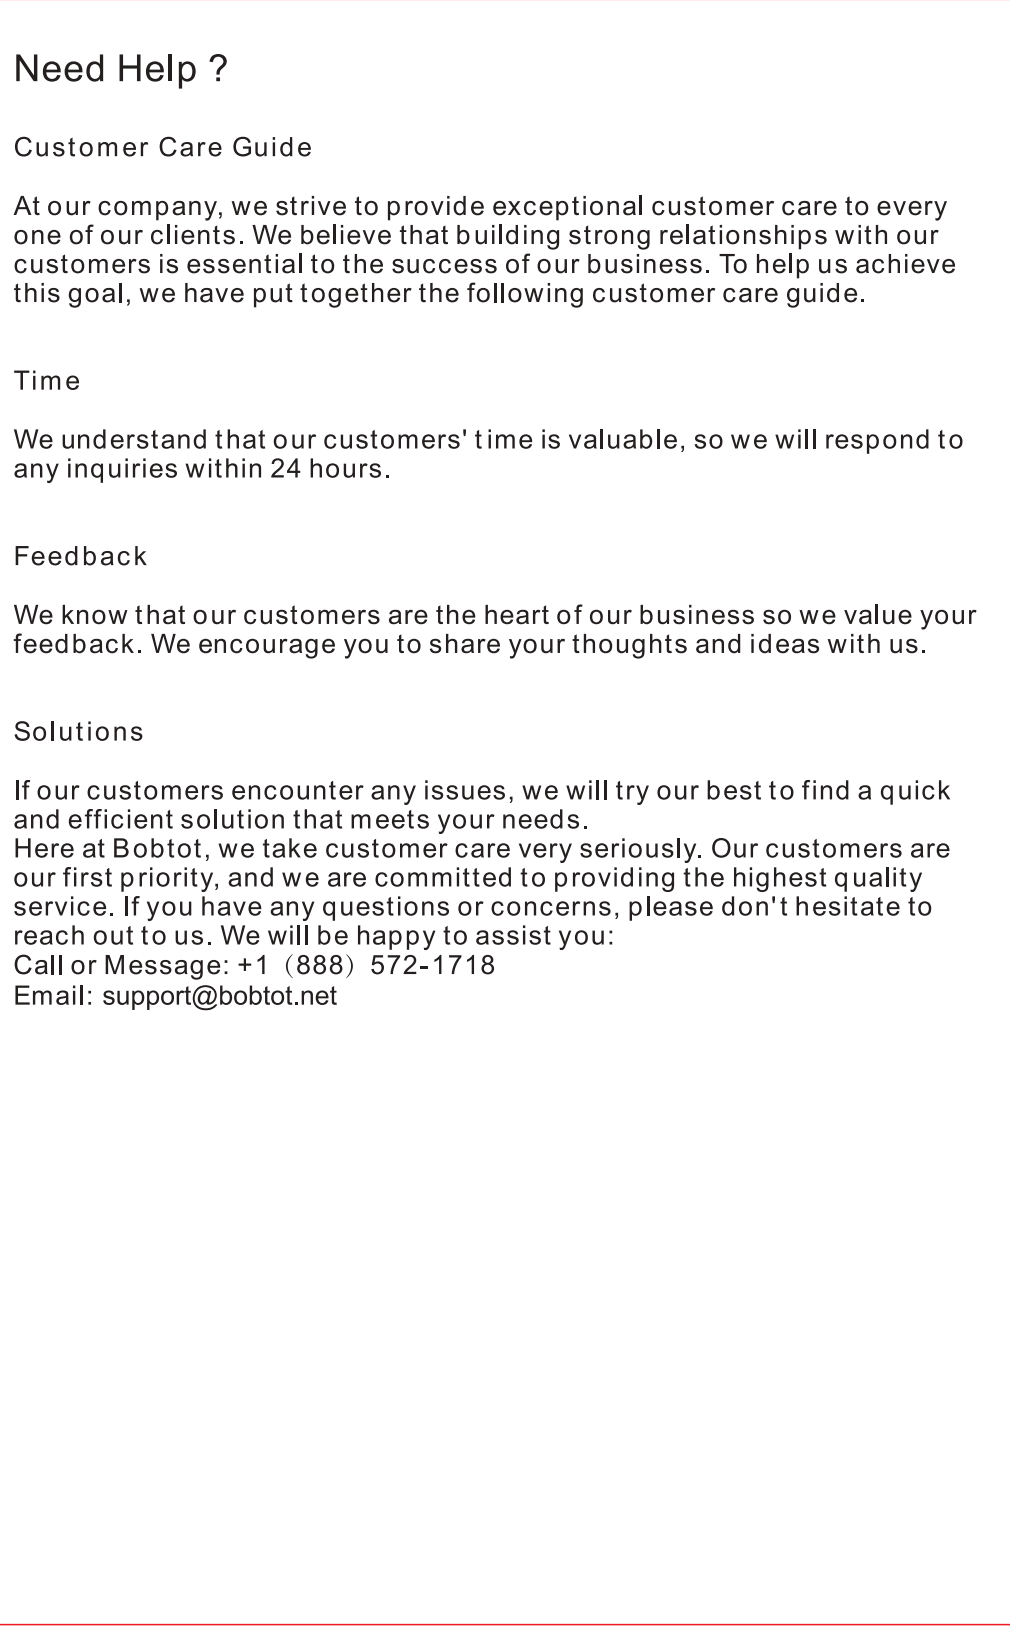 Need Help ?
Customer Care Guide
At our company, we strive to provide exceptional customer care to every
one of our clients. We believe that building strong relationships with our
customers is essential to the success of our business. To help us achieve
this goal, we have put together the following customer care guide.
Time
We understand that our customers' time is valuable, so we will respond to
any inquiries within 24 hours.
Feedback
We know that our customers are the heart of our business so we value your
feedback. We encourage you to share your thoughts and ideas with us.
Solutions
If our customers encounter any issues, we will try our best to find a quick
and efficient solution that meets your needs.
Here at Bobtot, we take customer care very seriously. Our customers are
our first priority, and we are committed to providing the highest quality
service. If you have any questions or concerns, please don't hesitate to
reach out to us. We will be happy to assist you:
Call or Message: +1（888）572-1718
Email: support@bobtot.net